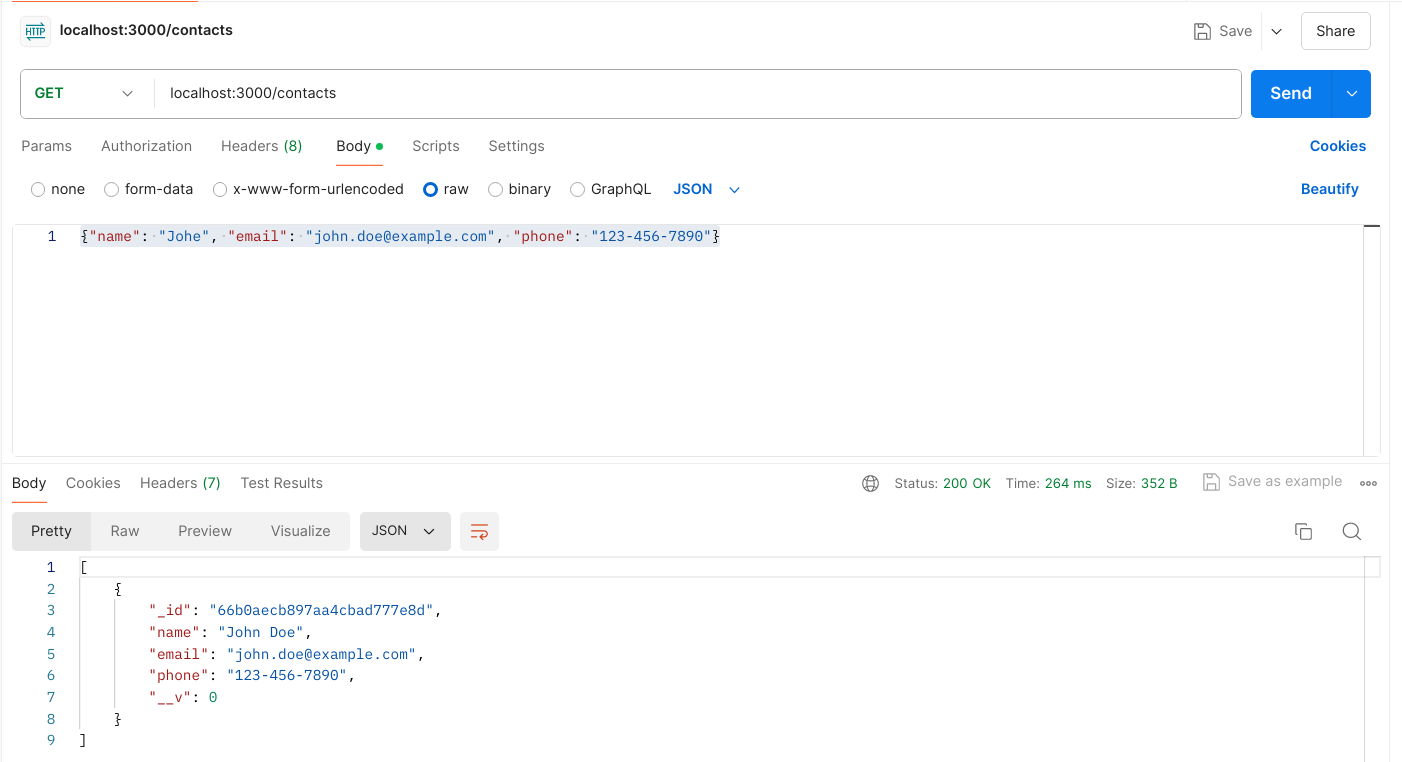 HTTP localhost:3000/contacts Save Share
GET localhost:3000/contacts Send
Params Authorization Headers (8) Body Scripts Settings Cookies
none form-data x-www-form-urlencoded raw binary GraphQL JSON Beautify
1 {"name": "Johe", "email": "john.doe@example.com", "phone": "123-456-7890"}
Body Cookies Headers (7) Test Results Status: 200 OK Time: 264 ms Size: 352 B Save as example
Pretty Raw Preview Visualize JSON
1 [
2 {
3 "_id": "66b0aecb897aa4cbad777e8d",
4 "name": "John Doe",
5 "email": "john.doe@example.com",
6 "phone": "123-456-7890",
7 "__v": 0
8 }
9 ]